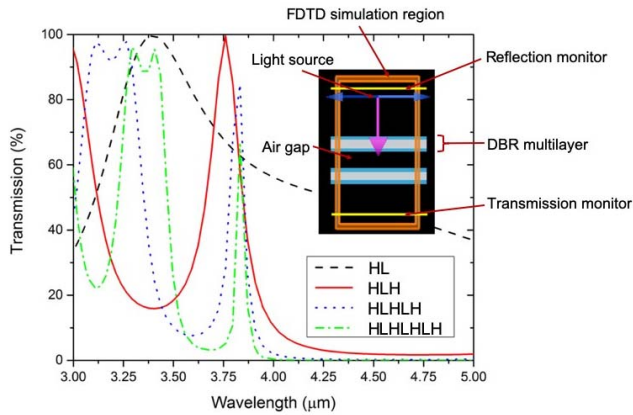 FDTD simulation region
Light source
Reflection monitor
Air gap
DBR multilayer
Transmission monitor
100
80
60
40
20
0
Transmission (%)
HL
HLH
HLHLH
HLHLHLH
3.00 3.25 3.50 3.75 4.00 4.25 4.50 4.75 5.00
Wavelength (μm)